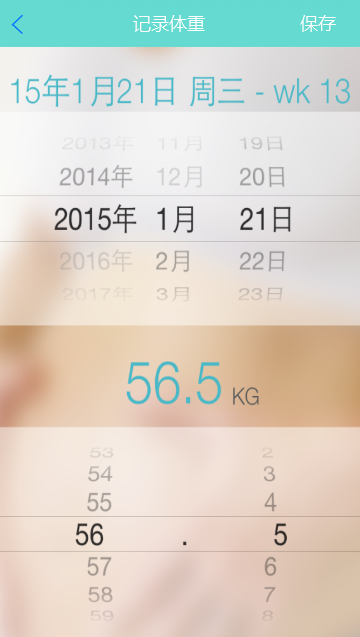 记录体重 保存
15年1月21日 周三 - wk 13
2013年 11月 19日
2014年 12月 20日
2015年 1月 21日
2016年 2月 22日
2017年 3月 23日
56.5 KG
53 2
54 3
55 4
56 . 5
57 6
58 7
59 8